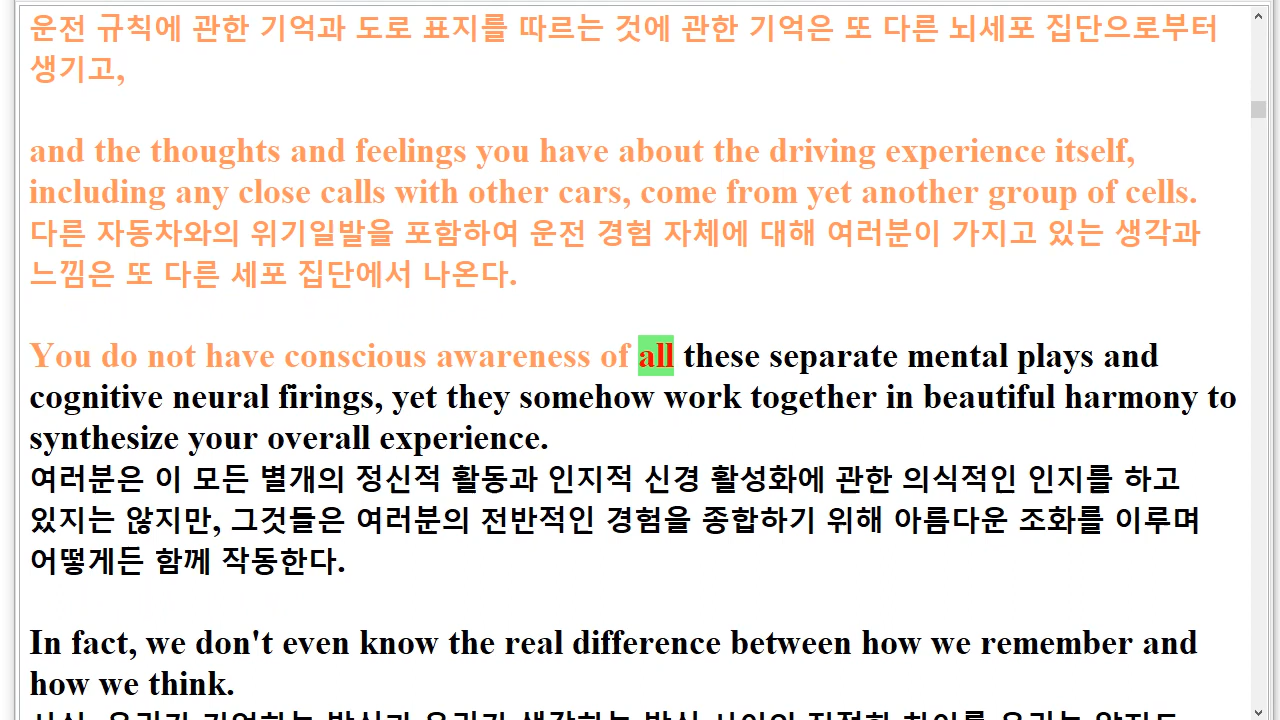 운전 규칙에 관한 기억과 도로 표지를 따르는 것에 관한 기억은 또 다른 뇌세포 집단으로부터
생기고,
and the thoughts and feelings you have about the driving experience itself,
including any close calls with other cars, come from yet another group of cells.
다른 자동차와의 위기일발을 포함하여 운전 경험 자체에 대해 여러분이 가지고 있는 생각과
느낌은 또 다른 세포 집단에서 나온다.
You do not have conscious awareness of all these separate mental plays and
cognitive neural firings, yet they somehow work together in beautiful harmony to
synthesize your overall experience.
여러분은 이 모든 별개의 정신적 활동과 인지적 신경 활성화에 관한 의식적인 인지를 하고
있지는 않지만, 그것들은 여러분의 전반적인 경험을 종합하기 위해 아름다운 조화를 이루며
어떻게든 함께 작동한다.
In fact, we don't even know the real difference between how we remember and
how we think.